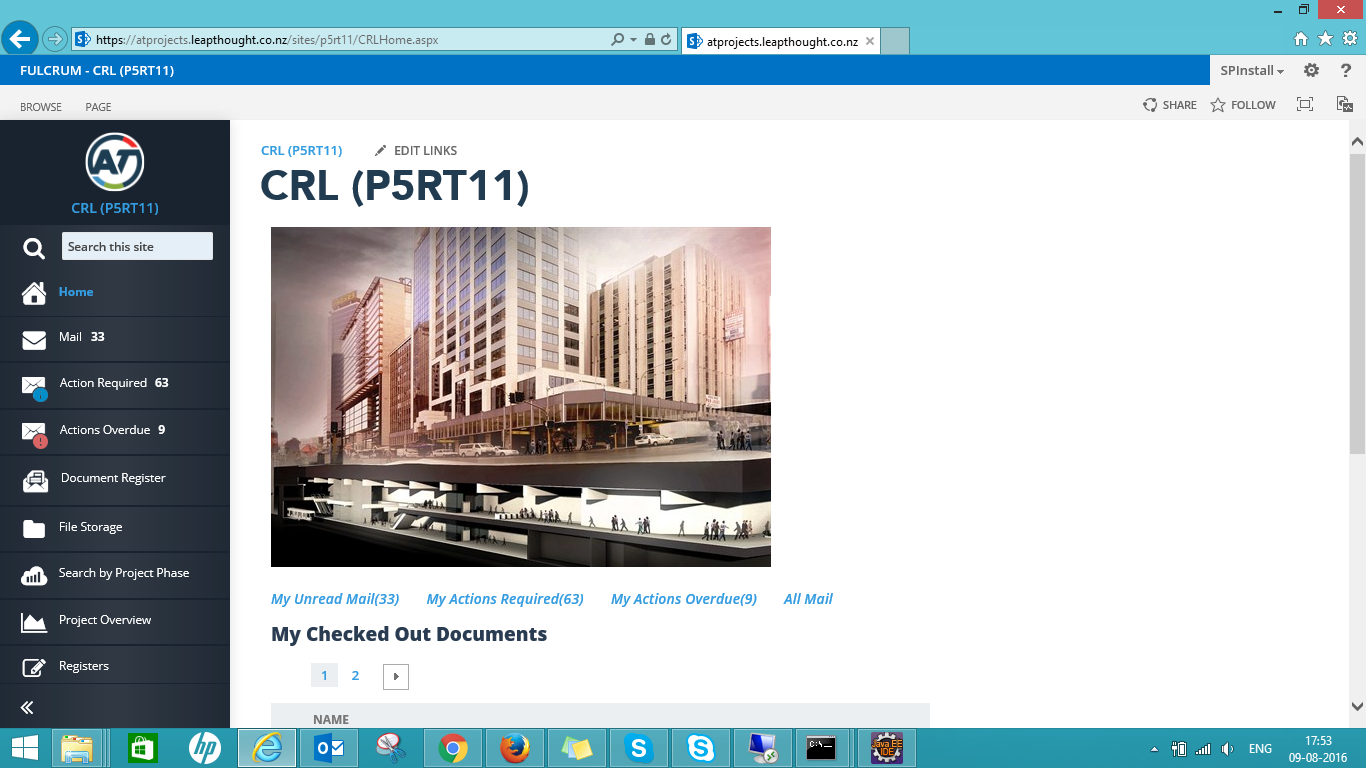 https://atprojects.leapthought.co.nz/sites/p5rt11/CRLHome.aspx
atprojects.leapthought.co.nz
FULCRUM - CRL (P5RT11)
SPInstall
?
BROWSE
PAGE
SHARE
FOLLOW
AT
CRL (P5RT11)
Search this site
Home
Mail 33
Action Required 63
Actions Overdue 9
Document Register
File Storage
Search by Project Phase
Project Overview
Registers
CRL (P5RT11)
EDIT LINKS
CRL (P5RT11)
My Unread Mail(33)
My Actions Required(63)
My Actions Overdue(9)
All Mail
My Checked Out Documents
1
2
NAME
hp
C:\
Java EE
IDE
ENG
17:53
09-08-2016